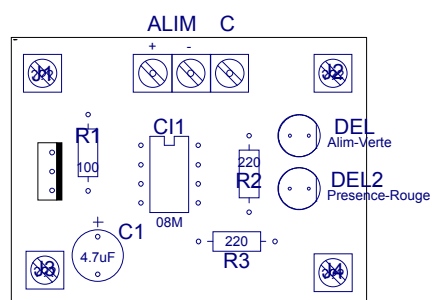 ALIM C
+ -
J1
J2
R1
100
CI1
08M
220
R2
DEL
Alim-Verte
DEL2
Presence-Rouge
+
C1
4.7uF
220
R3
J3
J4